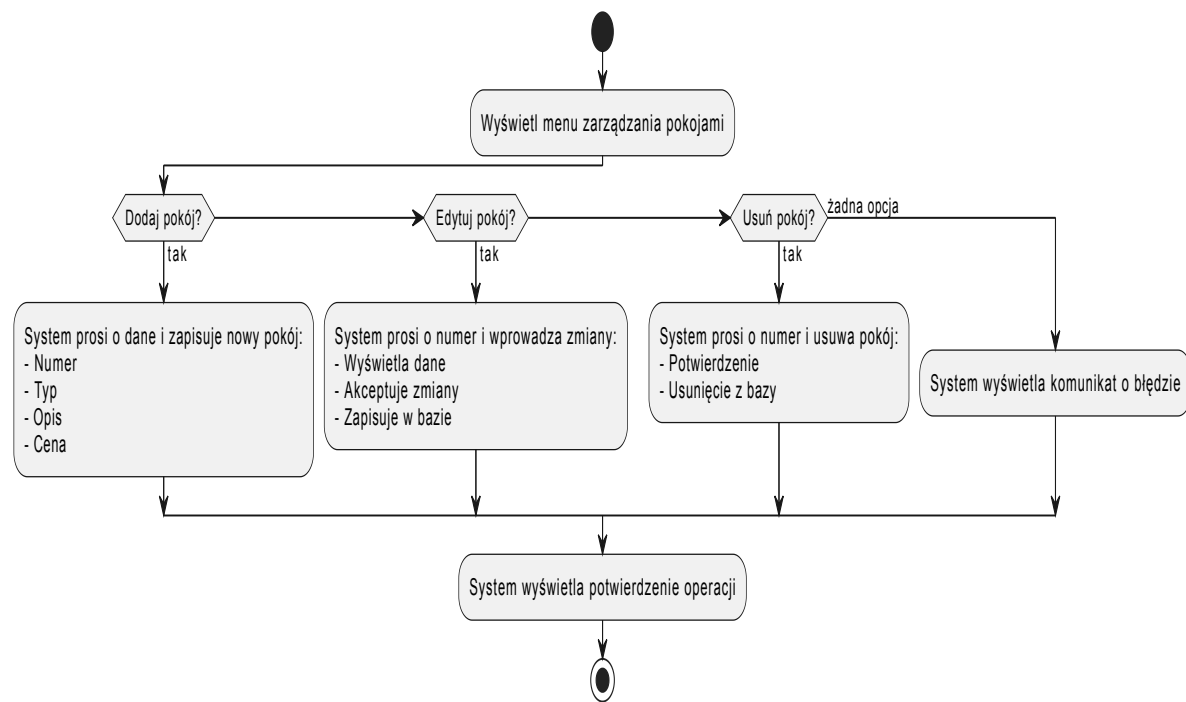 Wyświetl menu zarządzania pokojami
Dodaj pokój?
Edytuj pokój?
Usuń pokój?
żadna opcja
tak
tak
tak
System prosi o dane i zapisuje nowy pokój:
- Numer
- Typ
- Opis
- Cena
System prosi o numer i wprowadza zmiany:
- Wyświetla dane
- Akceptuje zmiany
- Zapisuje w bazie
System prosi o numer i usuwa pokój:
- Potwierdzenie
- Usunięcie z bazy
System wyświetla komunikat o błędzie
System wyświetla potwierdzenie operacji